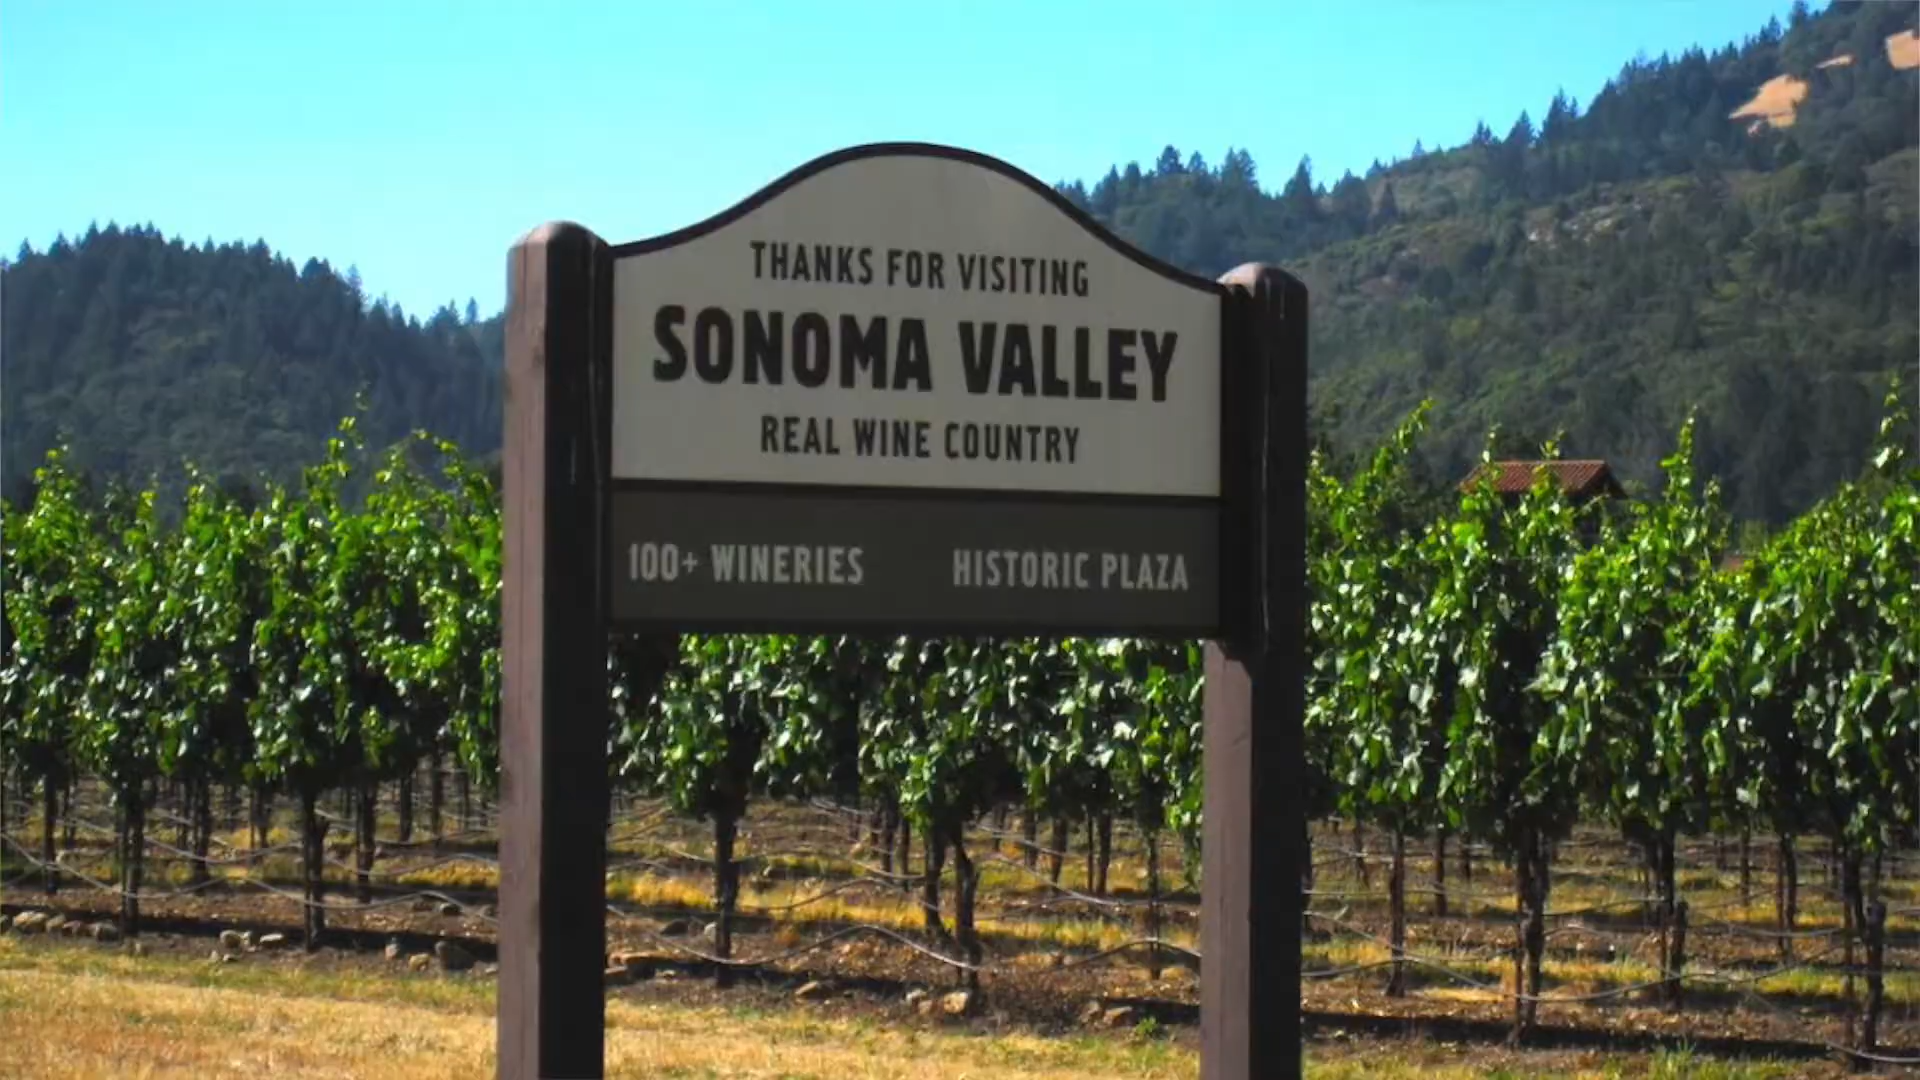 THANKS FOR VISITING
SONOMA VALLEY
REAL WINE COUNTRY
100+ WINERIES HISTORIC PLAZA